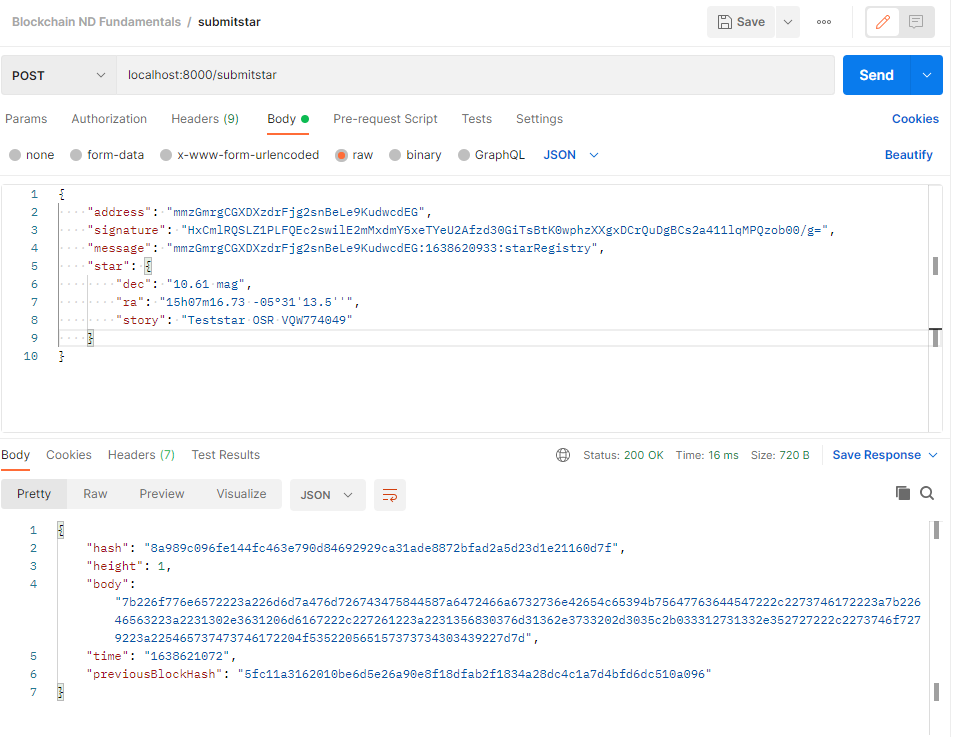 Blockchain ND Fundamentals / submitstar Save
POST localhost:8000/submitstar Send
Params Authorization Headers (9) Body Pre-request Script Tests Settings Cookies
none form-data x-www-form-urlencoded raw binary GraphQL JSON Beautify
1 {
2 "address": "mmzGmrgCGXDXzdrFjg2snBeLe9KudwcdEG",
3 "signature": "HxCmlRQSLZ1PLFQEc2swilE2mMxdmY5xeTYeU2Afzd30GiTsBtK0wphzXXgxDCrQuDgBCs2a411lqMPQzob00/g=",
4 "message": "mmzGmrgCGXDXzdrFjg2snBeLe9KudwcdEG:1638620933:starRegistry",
5 "star": {
6 "dec": "10.61 mag",
7 "ra": "15h07m16.73 -05°31'13.5''",
8 "story": "Teststar OSR VQW774049"
9 }
10 }
Body Cookies Headers (7) Test Results Status: 200 OK Time: 16 ms Size: 720 B Save Response
Pretty Raw Preview Visualize JSON
1 {
2 "hash": "8a989c096fe144fc463e790d84692929ca31ade8872bfad2a5d23d1e21160d7f",
3 "height": 1,
4 "body":
"7b226f776e6572223a226d6d7a476d726743475844587a6472466a6732736e42654c65394b75647763644547222c2273746172223a7b226
46563223a2231302e3631206d6167222c227261223a2231356830376d31362e3733202d3035c2b033312731332e352727222c2273746f727
9223a22546573747374617220​4f53522056515737373430343​9227d7d",
5 "time": "1638621072",
6 "previousBlockHash": "5fc11a3162010be6d5e26a90e8f18dfab2f1834a28dc4c1a7d4bfd6dc510a096"
7 }